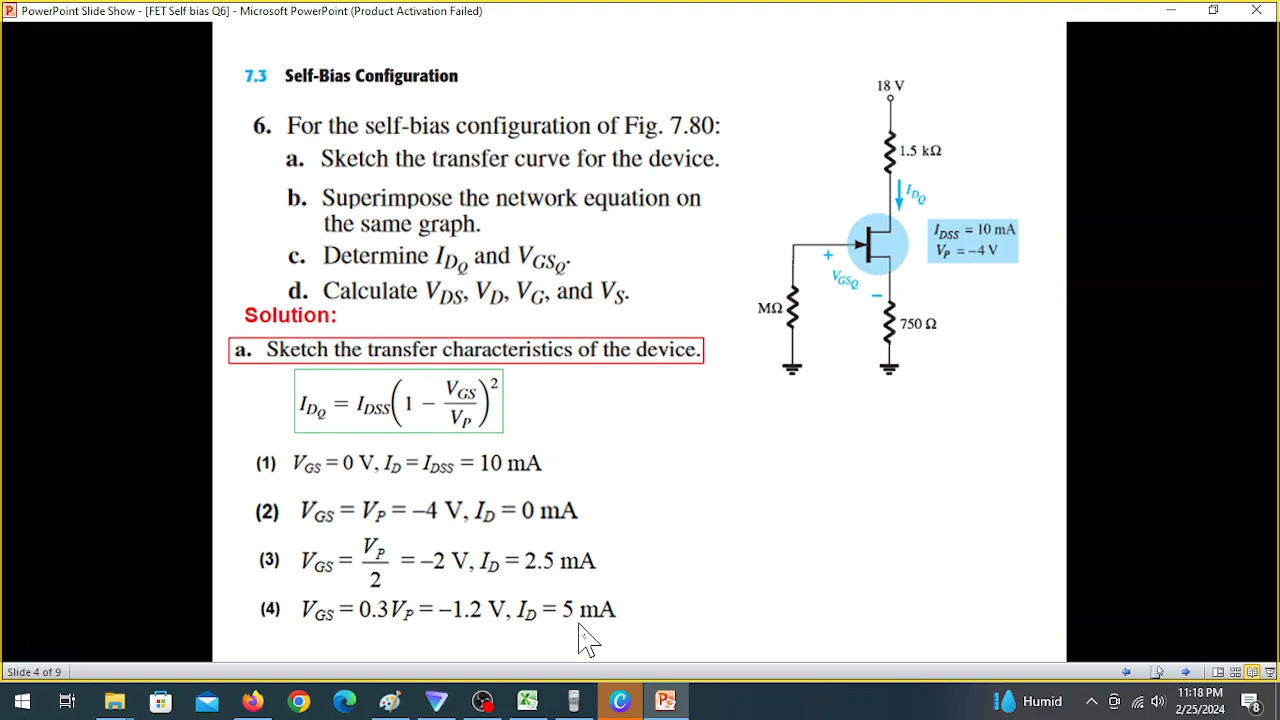 PowerPoint Slide Show - [FET Self bias Q6] - Microsoft PowerPoint (Product Activation Failed)
7.3 Self-Bias Configuration
6. For the self-bias configuration of Fig. 7.80:
a. Sketch the transfer curve for the device.
b. Superimpose the network equation on
the same graph.
c. Determine I_DQ and V_GSQ.
d. Calculate V_DS, V_D, V_G, and V_S.
Solution:
a. Sketch the transfer characteristics of the device.
I_DQ = I_DSS(1 − V_GS/V_P)^2
(1) V_GS = 0 V, I_D = I_DSS = 10 mA
(2) V_GS = V_P = −4 V, I_D = 0 mA
(3) V_GS = V_P/2 = −2 V, I_D = 2.5 mA
(4) V_GS = 0.3V_P = −1.2 V, I_D = 5 mA
18 V
1.5 kΩ
I_DQ
I_DSS = 10 mA
V_P = −4 V
+
V_GSQ
−
MΩ
750 Ω
Slide 4 of 9
Humid
11:18 PM
2/25/2024
8